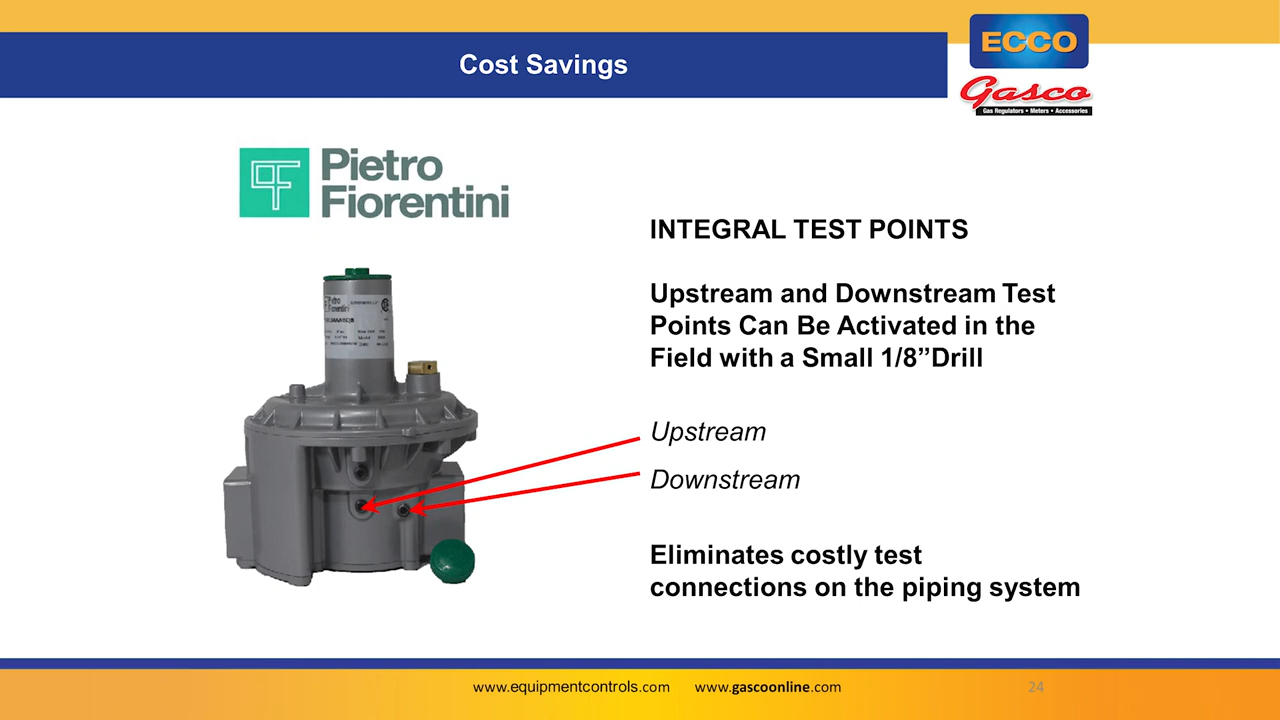 Cost Savings
ECCO
Gasco
Gas Regulators • Meters • Accessories
Pietro
Fiorentini
INTEGRAL TEST POINTS
Upstream and Downstream Test
Points Can Be Activated in the
Field with a Small 1/8”Drill
Pietro
Fiorentini
Upstream
Downstream
Eliminates costly test
connections on the piping system
www.equipmentcontrols.com www.gascoonline.com 24